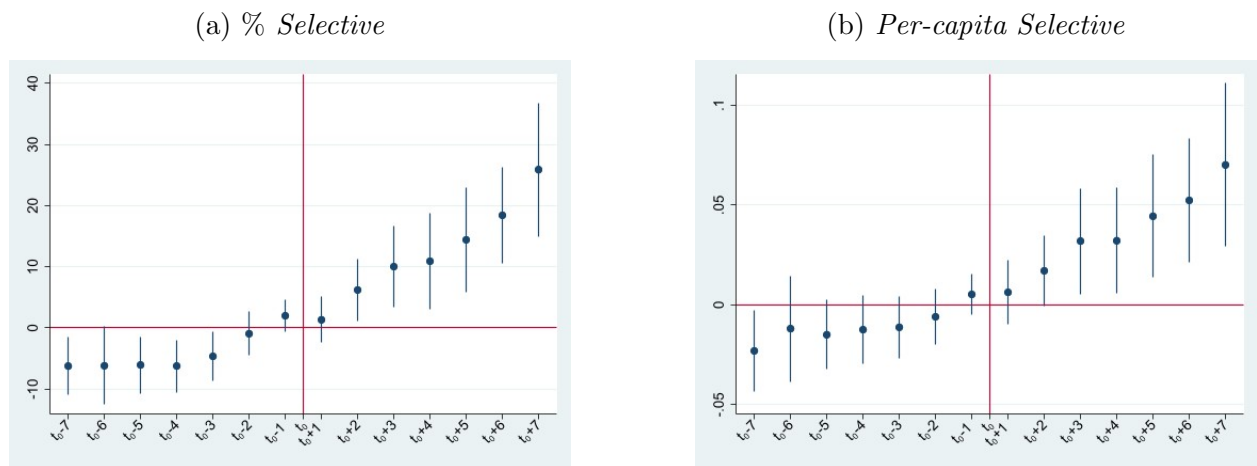 (a) % Selective
(b) Per-capita Selective
40
30
20
10
0
-10
t₀-7
t₀-6
t₀-5
t₀-4
t₀-3
t₀-2
t₀-1
t₀
t₀+1
t₀+2
t₀+3
t₀+4
t₀+5
t₀+6
t₀+7
.1
.05
0
-.05
t₀-7
t₀-6
t₀-5
t₀-4
t₀-3
t₀-2
t₀-1
t₀
t₀+1
t₀+2
t₀+3
t₀+4
t₀+5
t₀+6
t₀+7